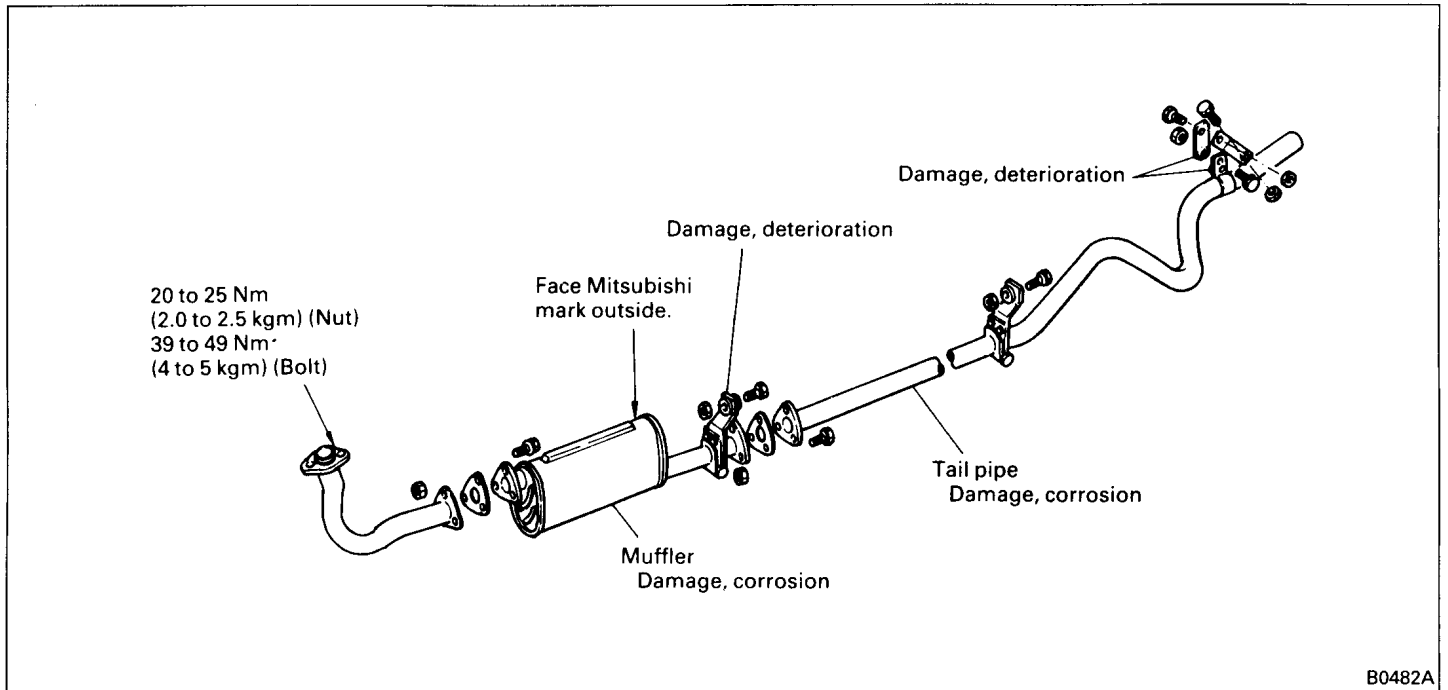 Damage, deterioration
Damage, deterioration
Face Mitsubishi
mark outside.
20 to 25 Nm
(2.0 to 2.5 kgm) (Nut)
39 to 49 Nm
(4 to 5 kgm) (Bolt)
Tail pipe
Damage, corrosion
Muffler
Damage, corrosion
B0482A